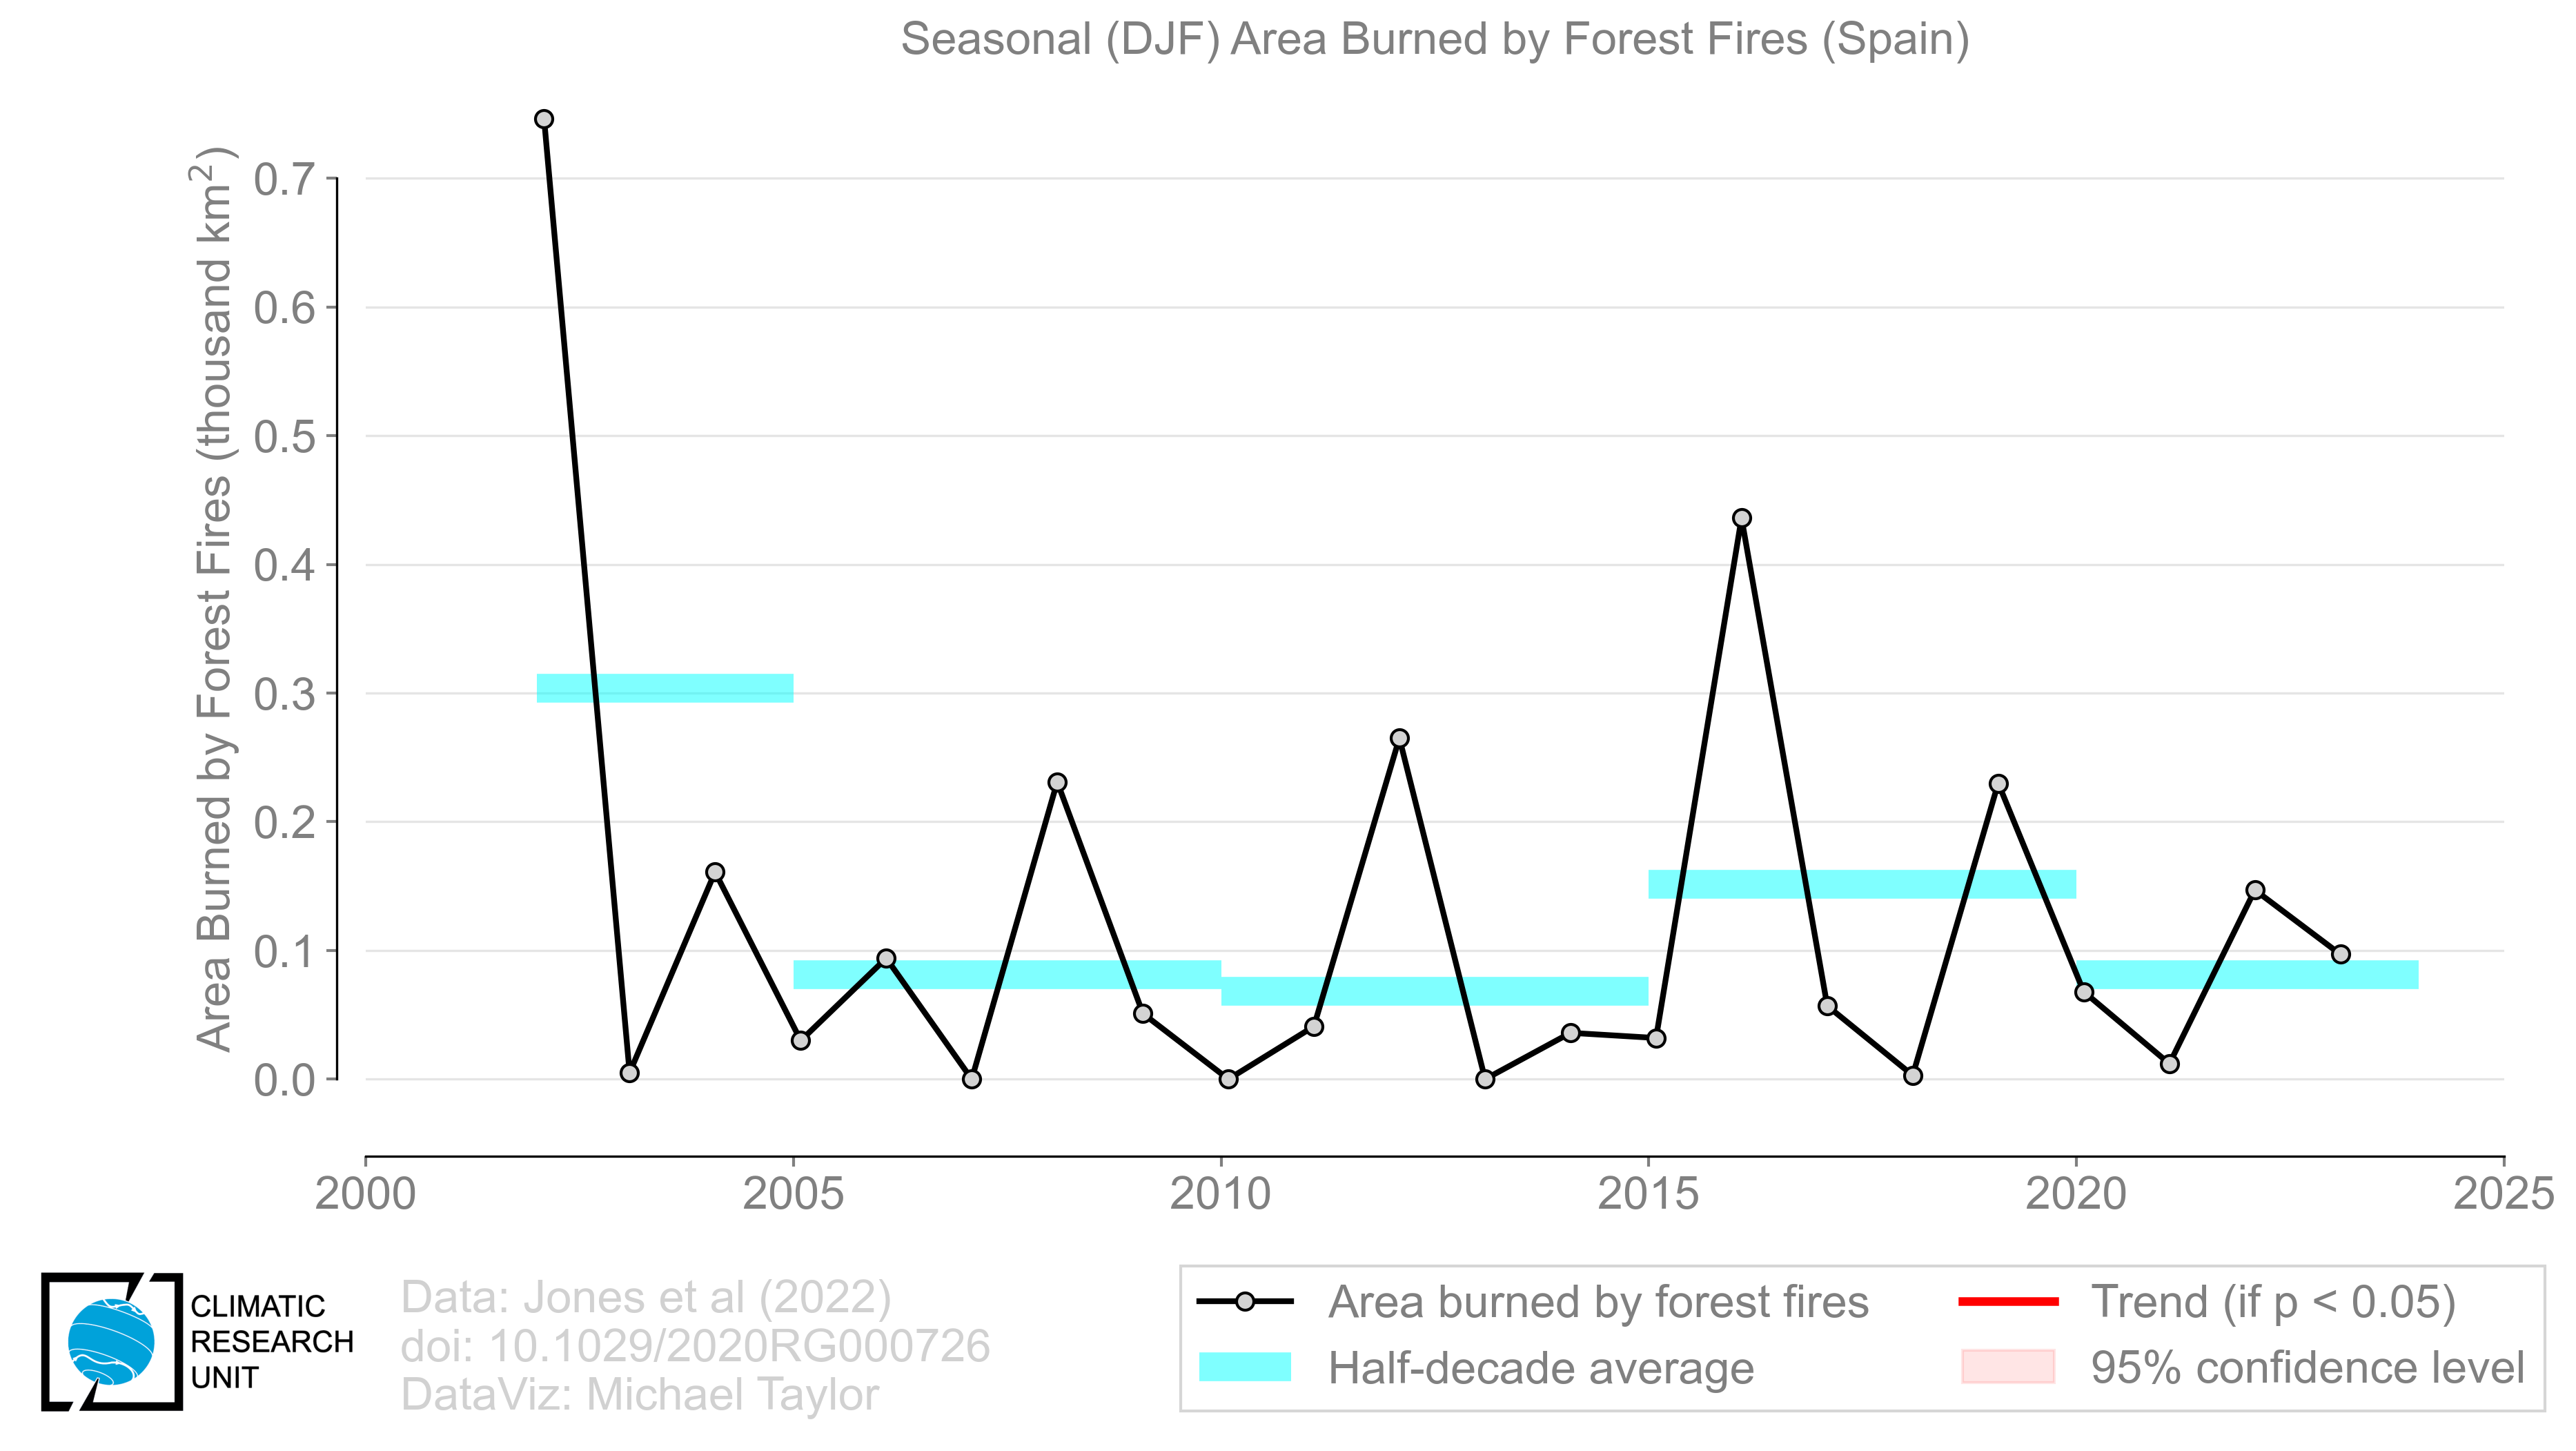 Seasonal (DJF) Area Burned by Forest Fires (Spain)
Area Burned by Forest Fires (thousand km²)
0.7
0.6
0.5
0.4
0.3
0.2
0.1
0.0
2000 2005 2010 2015 2020 2025
CLIMATIC
RESEARCH
UNIT
Data: Jones et al (2022)
doi: 10.1029/2020RG000726
DataViz: Michael Taylor
Area burned by forest fires
Half-decade average
Trend (if p < 0.05)
95% confidence level